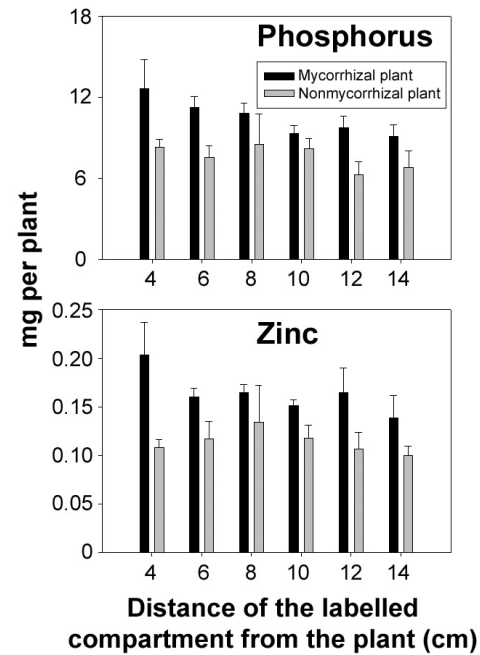 Phosphorus
Mycorrhizal plant
Nonmycorrhizal plant
18
12
6
0
4 6 8 10 12 14
mg per plant
Zinc
0.25
0.20
0.15
0.10
0.05
0
4 6 8 10 12 14
Distance of the labelled
compartment from the plant (cm)